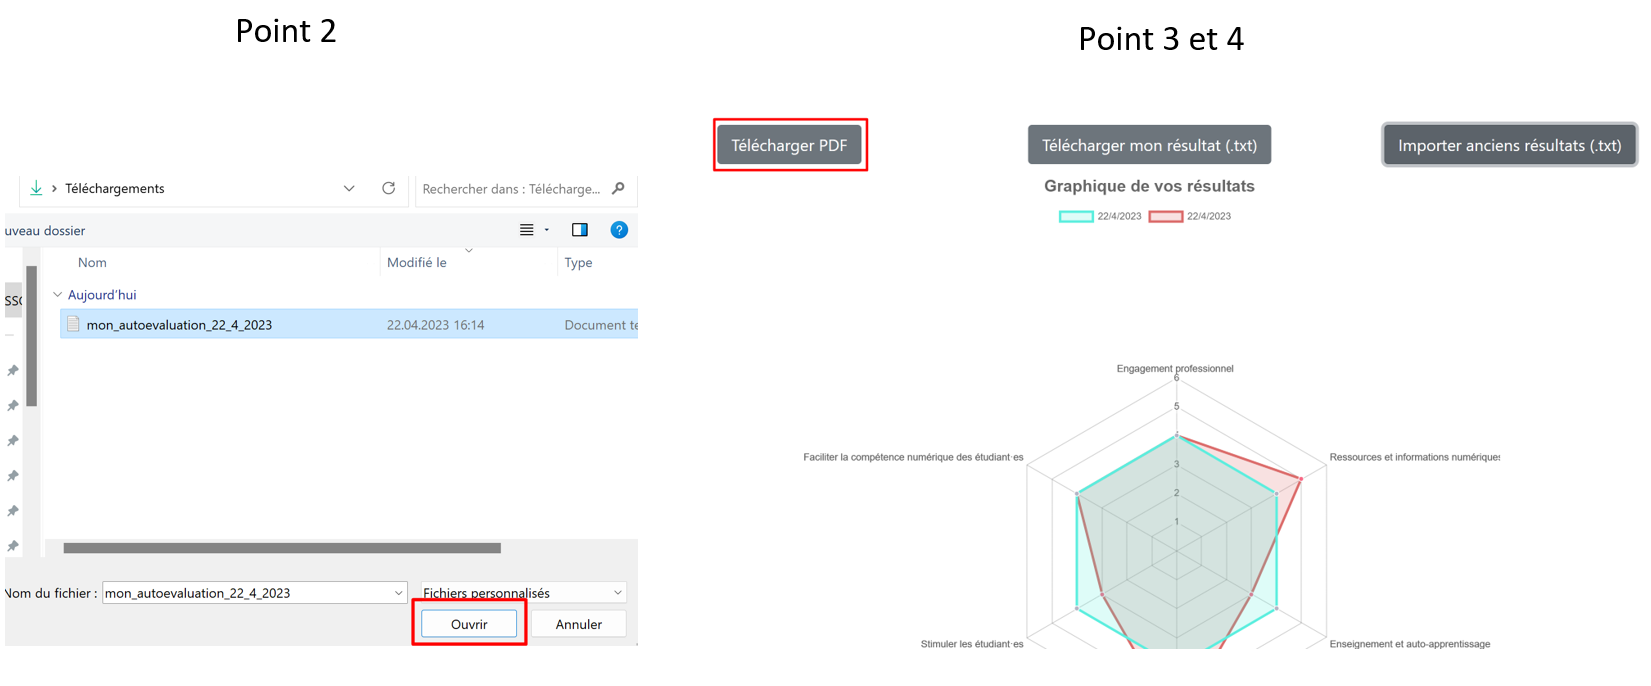 Point 2
Téléchargements
Rechercher dans : Télécharge...
uveau dossier
?
Nom
Modifié le
Type
SSC
Aujourd'hui
mon_autoevaluation_22_4_2023
22.04.2023 16:14
Document te
Nom du fichier :
mon_autoevaluation_22_4_2023
Fichiers personnalisés
Ouvrir
Annuler
Point 3 et 4
Télécharger PDF
Télécharger mon résultat (.txt)
Importer anciens résultats (.txt)
Graphique de vos résultats
22/4/2023
22/4/2023
Engagement professionnel
6
5
3
2
1
Faciliter la compétence numérique des étudiant·es
Ressources et informations numériques
Stimuler les étudiant·es
Enseignement et auto-apprentissage